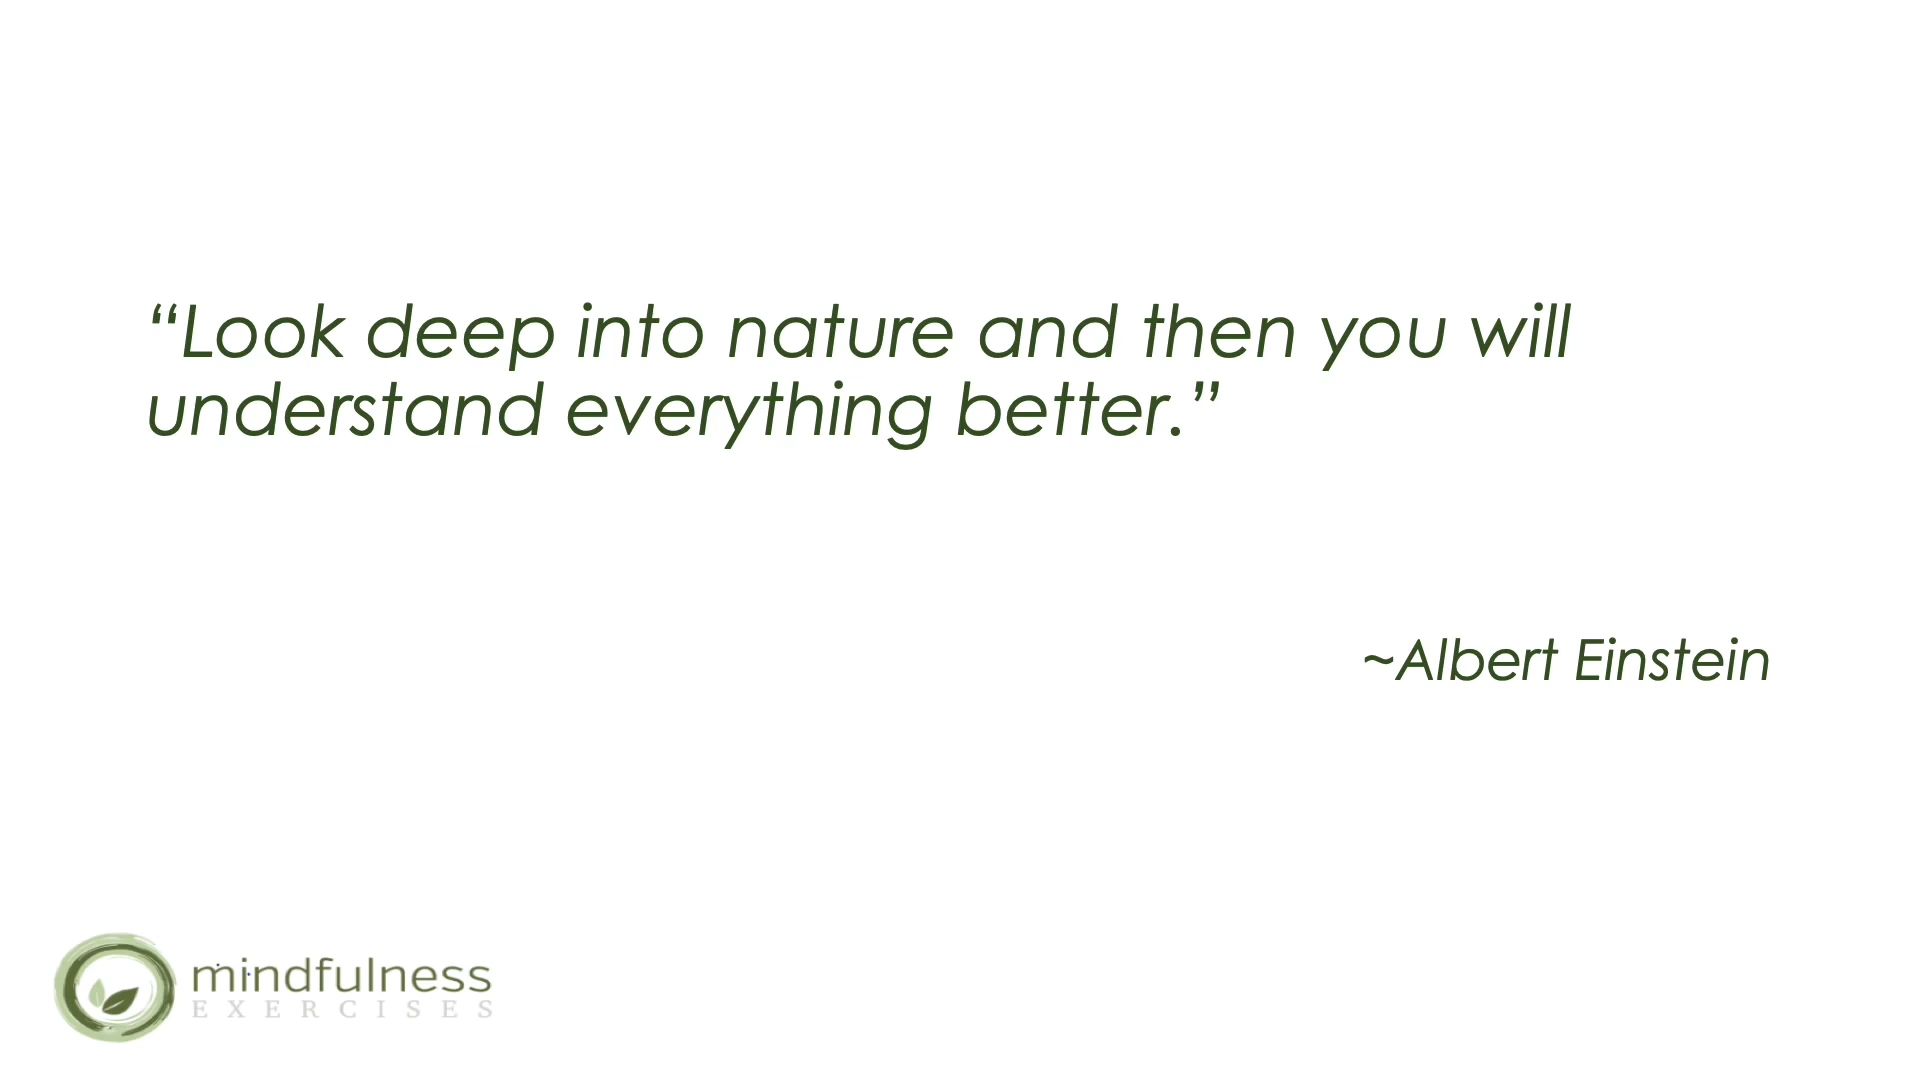 “Look deep into nature and then you will
understand everything better.”
~Albert Einstein
mindfulness
EXERCISES